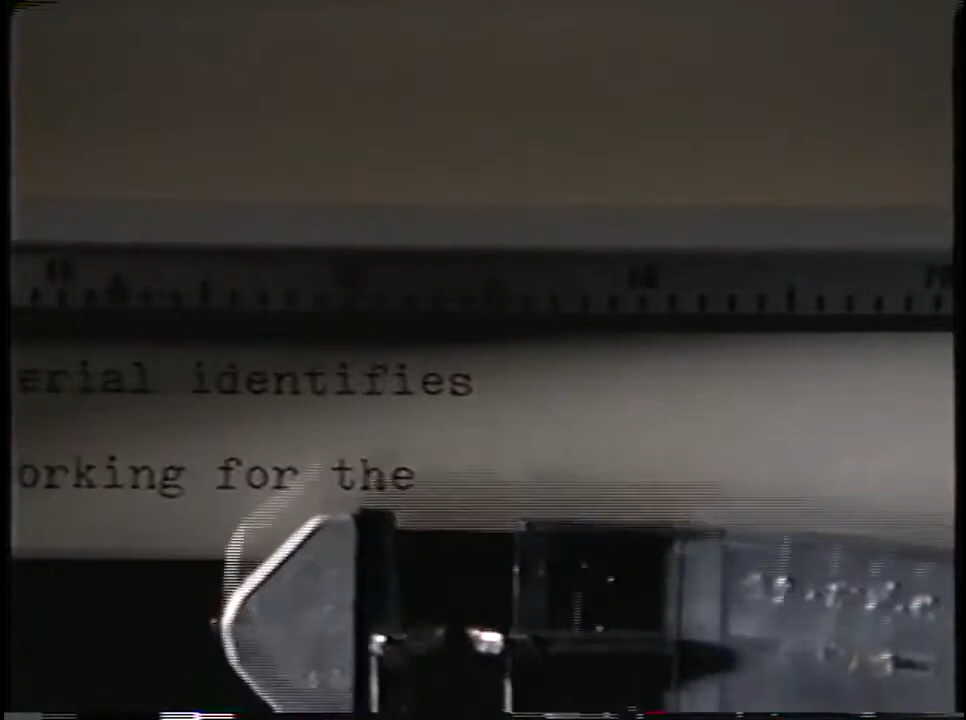 erial identifies
orking for the